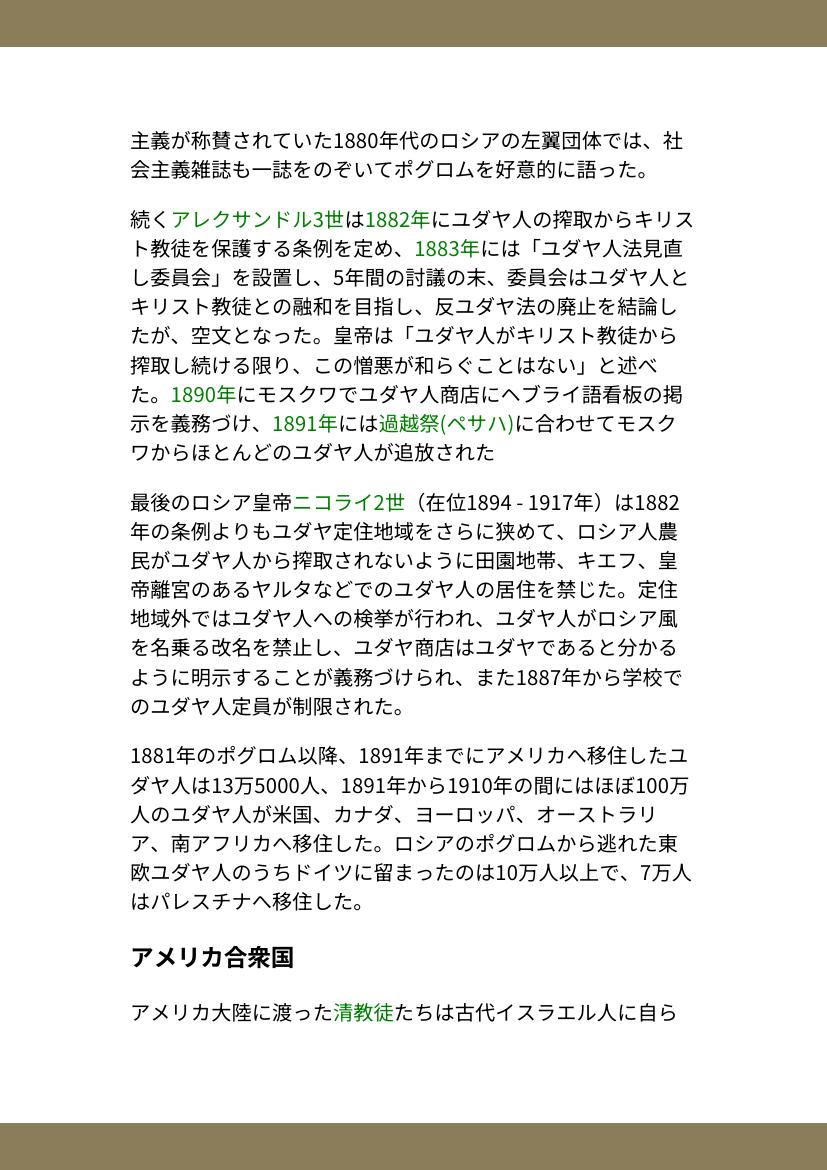 主義が称賛されていた1880年代のロシアの左翼団体では、社
会主義雑誌も一誌をのぞいてポグロムを好意的に語った。
続くアレクサンドル3世は1882年にユダヤ人の搾取からキリス
ト教徒を保護する条例を定め、1883年には「ユダヤ人法見直
し委員会」を設置し、5年間の討議の末、委員会はユダヤ人と
キリスト教徒との融和を目指し、反ユダヤ法の廃止を結論し
たが、空文となった。皇帝は「ユダヤ人がキリスト教徒から
搾取し続ける限り、この憎悪が和らぐことはない」と述べ
た。1890年にモスクワでユダヤ人商店にヘブライ語看板の掲
示を義務づけ、1891年には過越祭(ペサハ)に合わせてモスク
ワからほとんどのユダヤ人が追放された
最後のロシア皇帝ニコライ2世（在位1894 - 1917年）は1882
年の条例よりもユダヤ定住地域をさらに狭めて、ロシア人農
民がユダヤ人から搾取されないように田園地帯、キエフ、皇
帝離宮のあるヤルタなどでのユダヤ人の居住を禁じた。定住
地域外ではユダヤ人への検挙が行われ、ユダヤ人がロシア風
を名乗る改名を禁止し、ユダヤ商店はユダヤであると分かる
ように明示することが義務づけられ、また1887年から学校で
のユダヤ人定員が制限された。
1881年のポグロム以降、1891年までにアメリカへ移住したユ
ダヤ人は13万5000人、1891年から1910年の間にはほぼ100万
人のユダヤ人が米国、カナダ、ヨーロッパ、オーストラリ
ア、南アフリカへ移住した。ロシアのポグロムから逃れた東
欧ユダヤ人のうちドイツに留まったのは10万人以上で、7万人
はパレスチナへ移住した。
アメリカ合衆国
アメリカ大陸に渡った清教徒たちは古代イスラエル人に自ら